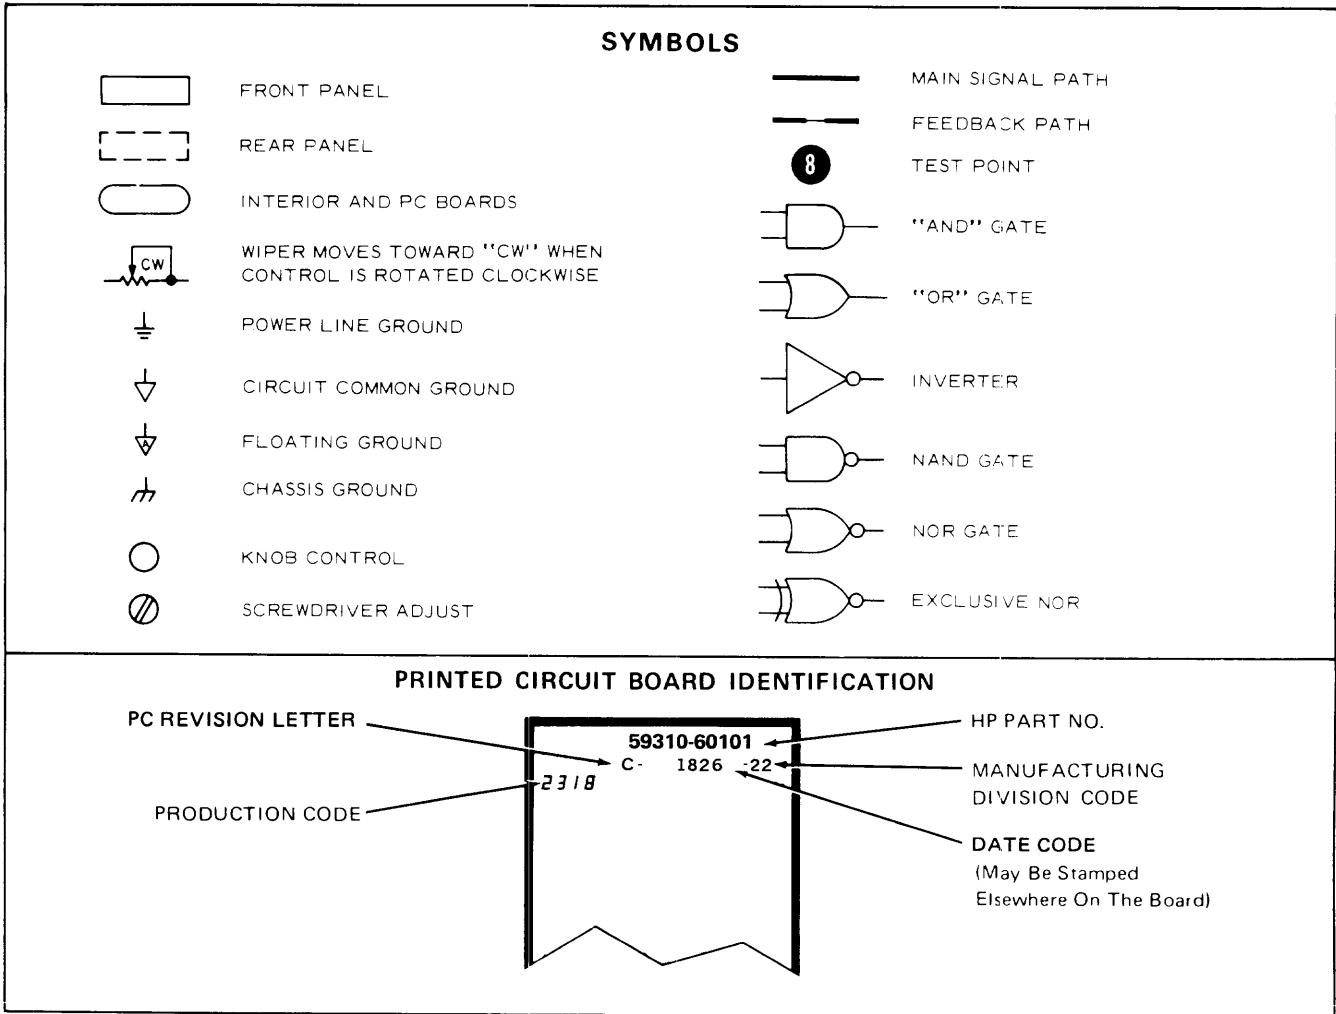 SYMBOLS
FRONT PANEL
REAR PANEL
INTERIOR AND PC BOARDS
CW
WIPER MOVES TOWARD "CW" WHEN
CONTROL IS ROTATED CLOCKWISE
POWER LINE GROUND
CIRCUIT COMMON GROUND
A
FLOATING GROUND
CHASSIS GROUND
KNOB CONTROL
SCREWDRIVER ADJUST
MAIN SIGNAL PATH
FEEDBACK PATH
8
TEST POINT
"AND" GATE
"OR" GATE
INVERTER
NAND GATE
NOR GATE
EXCLUSIVE NOR
PRINTED CIRCUIT BOARD IDENTIFICATION
PC REVISION LETTER
PRODUCTION CODE
59310-60101
C- 1826 -22
2318
HP PART NO.
MANUFACTURING
DIVISION CODE
DATE CODE
(May Be Stamped
Elsewhere On The Board)